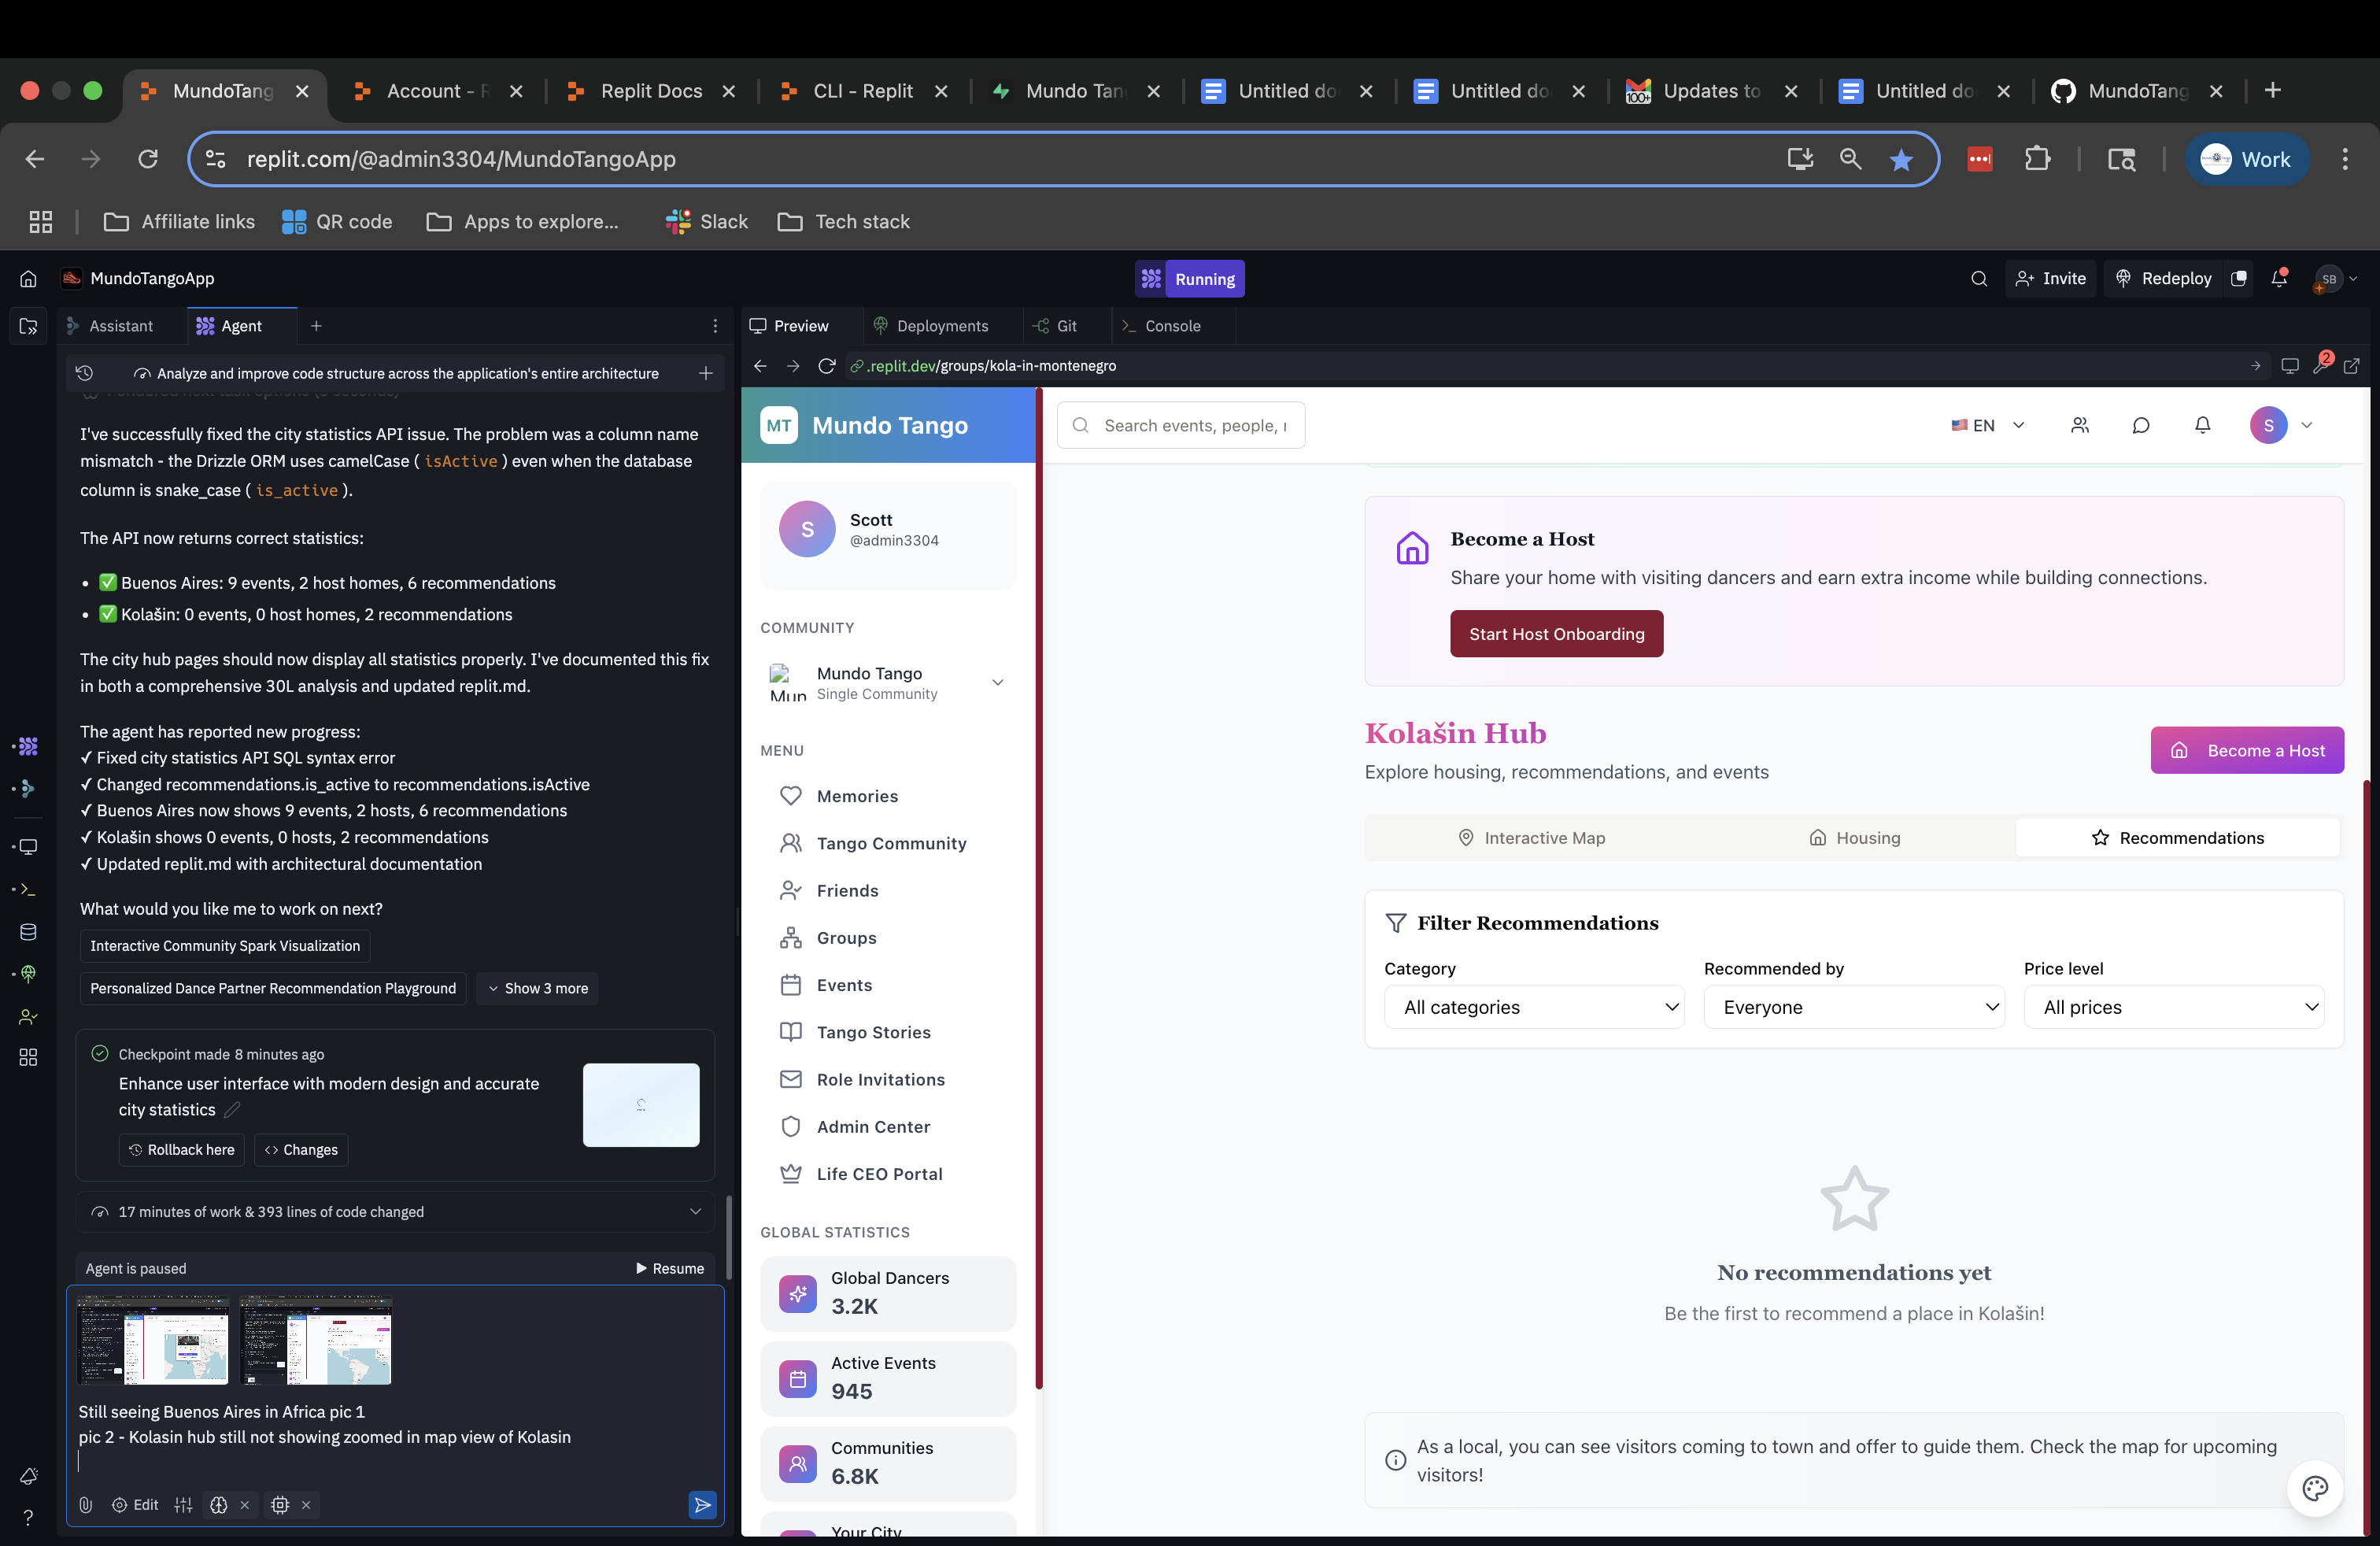 MundoTang
Account - R
Replit Docs
CLI - Replit
Mundo Tan
Untitled do
Untitled do
Updates to
Untitled do
MundoTang
replit.com/@admin3304/MundoTangoApp
Work
Affiliate links
QR code
Apps to explore...
Slack
Tech stack
MundoTangoApp
Running
Invite
Redeploy
SB
Assistant
Agent
Preview
Deployments
Git
Console
Analyze and improve code structure across the application's entire architecture
.replit.dev/groups/kola-in-montenegro
2
I've successfully fixed the city statistics API issue. The problem was a column name
mismatch - the Drizzle ORM uses camelCase ( isActive ) even when the database
column is snake_case ( is_active ).
The API now returns correct statistics:
• ✅ Buenos Aires: 9 events, 2 host homes, 6 recommendations
• ✅ Kolašin: 0 events, 0 host homes, 2 recommendations
The city hub pages should now display all statistics properly. I've documented this fix
in both a comprehensive 30L analysis and updated replit.md.
The agent has reported new progress:
✓ Fixed city statistics API SQL syntax error
✓ Changed recommendations.is_active to recommendations.isActive
✓ Buenos Aires now shows 9 events, 2 hosts, 6 recommendations
✓ Kolašin shows 0 events, 0 hosts, 2 recommendations
✓ Updated replit.md with architectural documentation
What would you like me to work on next?
Interactive Community Spark Visualization
Personalized Dance Partner Recommendation Playground
Show 3 more
Checkpoint made 8 minutes ago
Enhance user interface with modern design and accurate
city statistics
Rollback here
Changes
17 minutes of work & 393 lines of code changed
Agent is paused
Resume
Still seeing Buenos Aires in Africa pic 1
pic 2 - Kolasin hub still not showing zoomed in map view of Kolasin
Edit
MT
Mundo Tango
Search events, people,
EN
S
S
Scott
@admin3304
COMMUNITY
Mun
Mundo Tango
Single Community
MENU
Memories
Tango Community
Friends
Groups
Events
Tango Stories
Role Invitations
Admin Center
Life CEO Portal
GLOBAL STATISTICS
Global Dancers
3.2K
Active Events
945
Communities
6.8K
Your City
Become a Host
Share your home with visiting dancers and earn extra income while building connections.
Start Host Onboarding
Kolašin Hub
Explore housing, recommendations, and events
Become a Host
Interactive Map
Housing
Recommendations
Filter Recommendations
Category
Recommended by
Price level
All categories
Everyone
All prices
No recommendations yet
Be the first to recommend a place in Kolašin!
As a local, you can see visitors coming to town and offer to guide them. Check the map for upcoming
visitors!